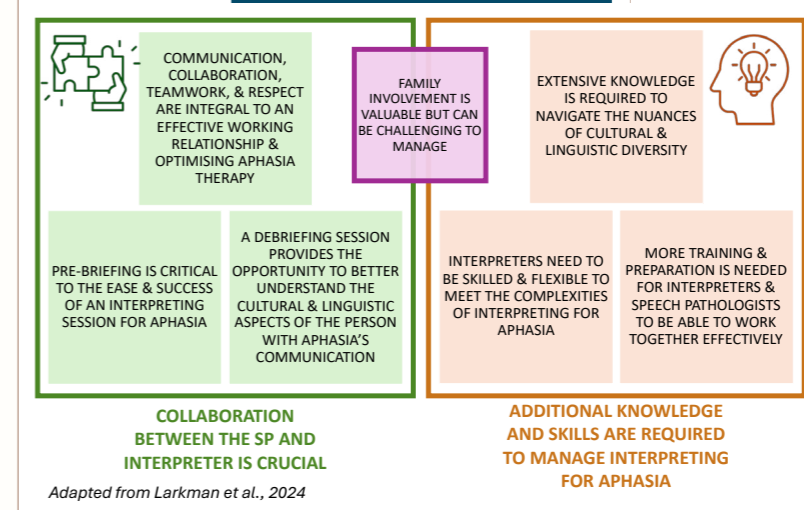 COMMUNICATION,
COLLABORATION,
TEAMWORK, & RESPECT
ARE INTEGRAL TO AN
EFFECTIVE WORKING
RELATIONSHIP &
OPTIMISING APHASIA
THERAPY
PRE-BRIEFING IS CRITICAL
TO THE EASE & SUCCESS
OF AN INTERPRETING
SESSION FOR APHASIA
A DEBRIEFING SESSION
PROVIDES THE
OPPORTUNITY TO BETTER
UNDERSTAND THE
CULTURAL & LINGUISTIC
ASPECTS OF THE PERSON
WITH APHASIA'S
COMMUNICATION
FAMILY
INVOLVEMENT IS
VALUABLE BUT CAN
BE CHALLENGING TO
MANAGE
EXTENSIVE KNOWLEDGE
IS REQUIRED TO
NAVIGATE THE NUANCES
OF CULTURAL &
LINGUISTIC DIVERSITY
INTERPRETERS NEED TO
BE SKILLED & FLEXIBLE TO
MEET THE COMPLEXITIES
OF INTERPRETING FOR
APHASIA
MORE TRAINING &
PREPARATION IS NEEDED
FOR INTERPRETERS &
SPEECH PATHOLOGISTS
TO BE ABLE TO WORK
TOGETHER EFFECTIVELY
COLLABORATION
BETWEEN THE SP AND
INTERPRETER IS CRUCIAL
ADDITIONAL KNOWLEDGE
AND SKILLS ARE REQUIRED
TO MANAGE INTERPRETING
FOR APHASIA
Adapted from Larkman et al., 2024